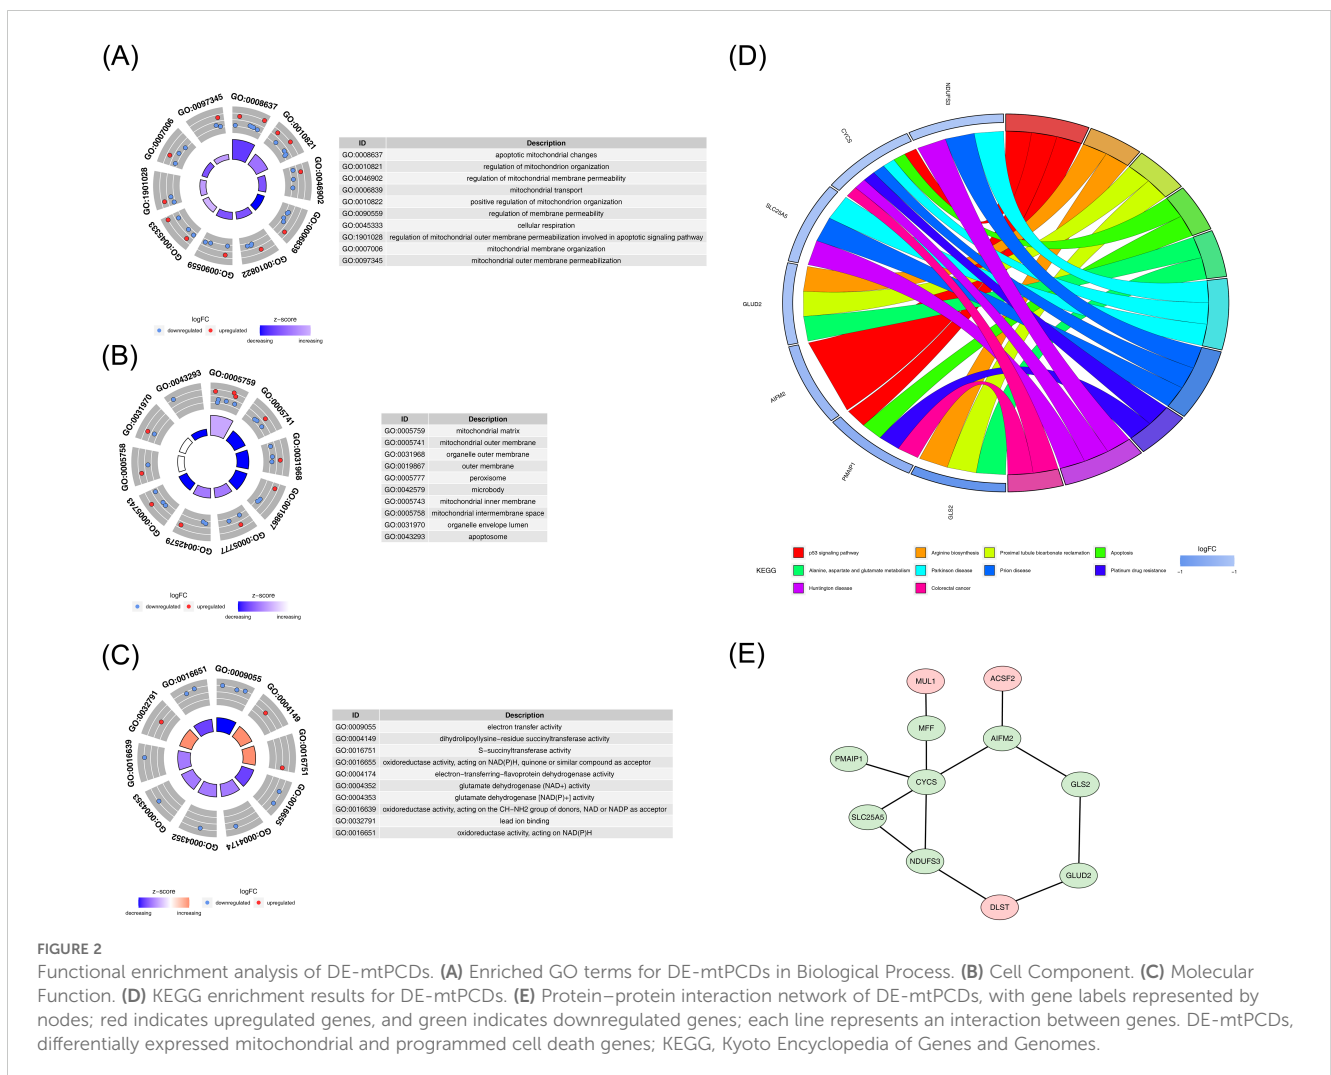 (A)
GO:0097345
GO:0008637
GO:0010821
GO:0046902
GO:0006839
GO:0010822
GO:0090559
GO:0045333
GO:1901028
GO:0007006
ID Description
GO:0008637 apoptotic mitochondrial changes
GO:0010821 regulation of mitochondrion organization
GO:0046902 regulation of mitochondrial membrane permeability
GO:0006839 mitochondrial transport
GO:0010822 positive regulation of mitochondrion organization
GO:0090559 regulation of membrane permeability
GO:0045333 cellular respiration
GO:1901028 regulation of mitochondrial outer membrane permeabilization involved in apoptotic signaling pathway
GO:0007006 mitochondrial membrane organization
GO:0097345 mitochondrial outer membrane permeabilization
logFC
downregulated upregulated
z-score
decreasing increasing
(B)
GO:0043293
GO:0005759
GO:0005741
GO:0031968
GO:0019867
GO:0005777
GO:0042579
GO:0005743
GO:0005758
GO:0031970
ID Description
GO:0005759 mitochondrial matrix
GO:0005741 mitochondrial outer membrane
GO:0031968 organelle outer membrane
GO:0019867 outer membrane
GO:0005777 peroxisome
GO:0042579 microbody
GO:0005743 mitochondrial inner membrane
GO:0005758 mitochondrial intermembrane space
GO:0031970 organelle envelope lumen
GO:0043293 apoptosome
logFC
downregulated upregulated
z-score
decreasing increasing
(C)
GO:0016651
GO:0009055
GO:0004149
GO:0016751
GO:0016655
GO:0004174
GO:0004352
GO:0004353
GO:0016639
GO:0032791
ID Description
GO:0009055 electron transfer activity
GO:0004149 dihydrolipoyllysine-residue succinyltransferase activity
GO:0016751 S-succinyltransferase activity
GO:0016655 oxidoreductase activity, acting on NAD(P)H, quinone or similar compound as acceptor
GO:0004174 electron-transferring-flavoprotein dehydrogenase activity
GO:0004352 glutamate dehydrogenase (NAD+) activity
GO:0004353 glutamate dehydrogenase [NAD(P)+] activity
GO:0016639 oxidoreductase activity, acting on the CH-NH2 group of donors, NAD or NADP as acceptor
GO:0032791 lead ion binding
GO:0016651 oxidoreductase activity, acting on NAD(P)H
z-score
decreasing increasing
logFC
downregulated upregulated
(D)
NDUFS3
CYCS
SLC25A5
GLUD2
AIFM2
PMAIP1
GLS2
KEGG
p53 signaling pathway Arginine biosynthesis Proximal tubule bicarbonate reclamation Apoptosis
Alanine, aspartate and glutamate metabolism Parkinson disease Prion disease Platinum drug resistance
Huntington disease Colorectal cancer
logFC
-1 -1
(E)
MUL1
ACSF2
MFF
AIFM2
PMAIP1
CYCS
GLS2
SLC25A5
NDUFS3
GLUD2
DLST
FIGURE 2
Functional enrichment analysis of DE-mtPCDs. (A) Enriched GO terms for DE-mtPCDs in Biological Process. (B) Cell Component. (C) Molecular
Function. (D) KEGG enrichment results for DE-mtPCDs. (E) Protein–protein interaction network of DE-mtPCDs, with gene labels represented by
nodes; red indicates upregulated genes, and green indicates downregulated genes; each line represents an interaction between genes. DE-mtPCDs,
differentially expressed mitochondrial and programmed cell death genes; KEGG, Kyoto Encyclopedia of Genes and Genomes.